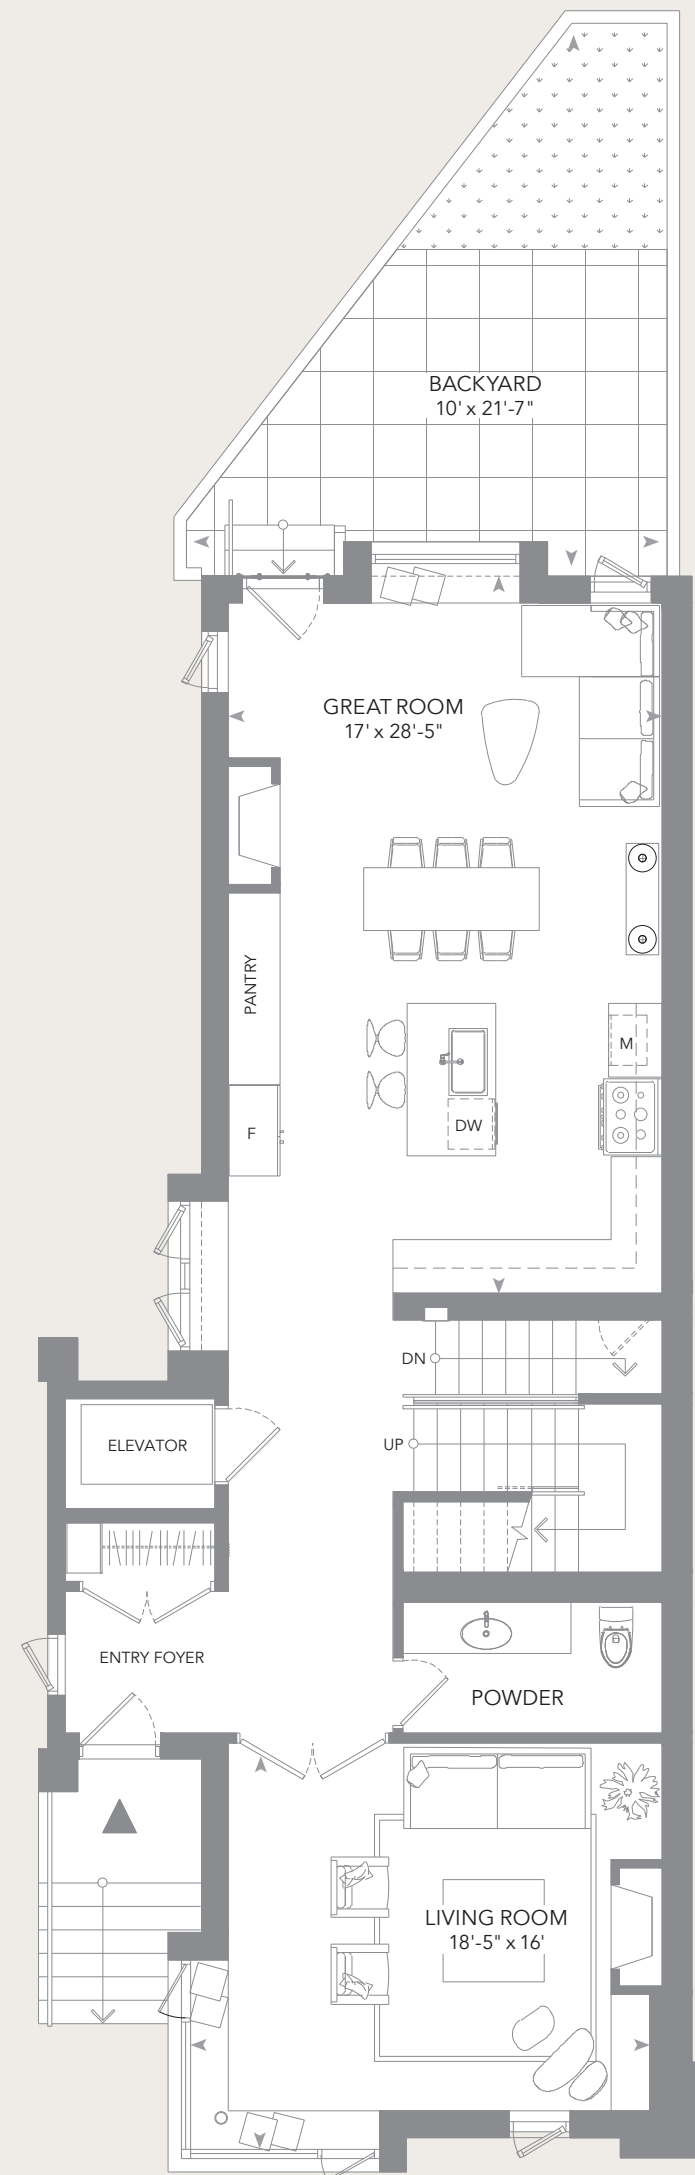 BACKYARD
10' x 21'-7"
GREAT ROOM
17' x 28'-5"
PANTRY
M
F
DW
DN
ELEVATOR
UP
ENTRY FOYER
POWDER
LIVING ROOM
18'-5" x 16'